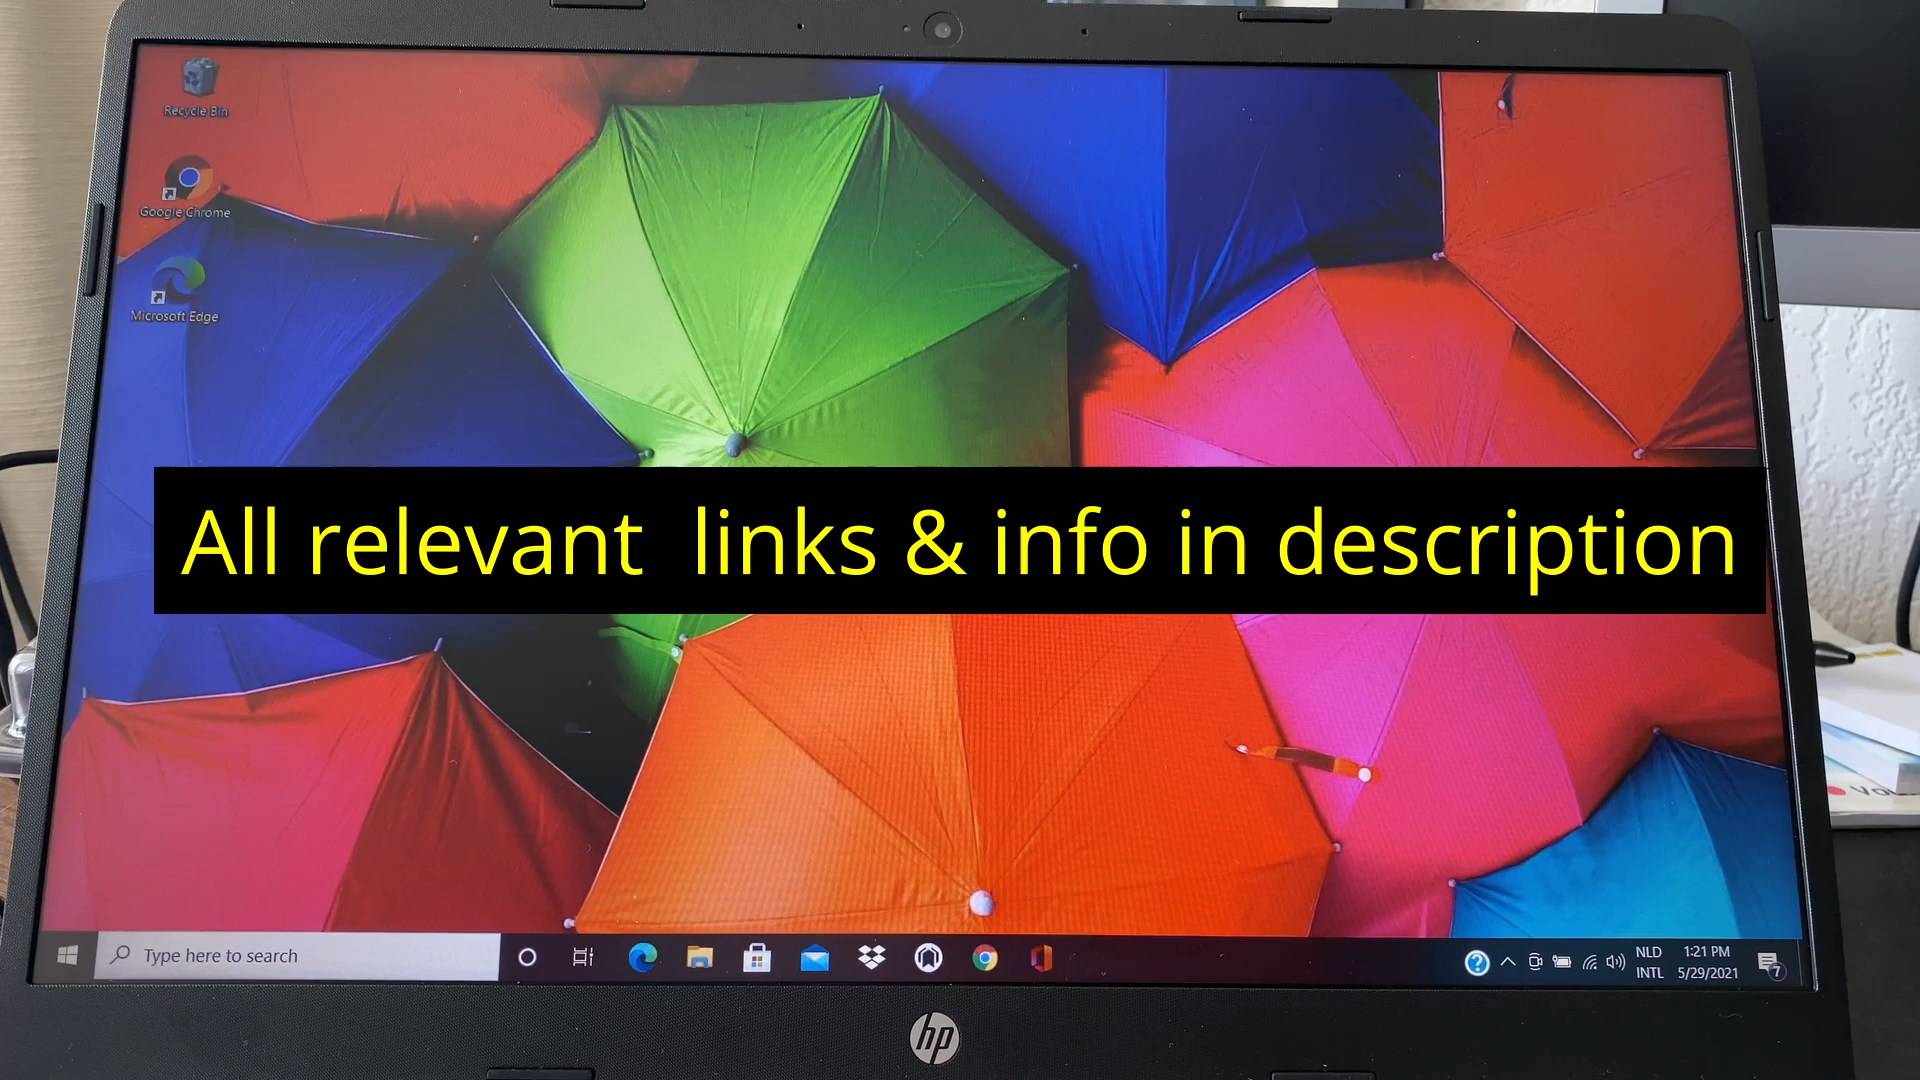 Recycle Bin
Google Chrome
Microsoft Edge
All relevant  links & info in description
Type here to search
NLD 1:21 PM
INTL 5/29/2021
7
hp